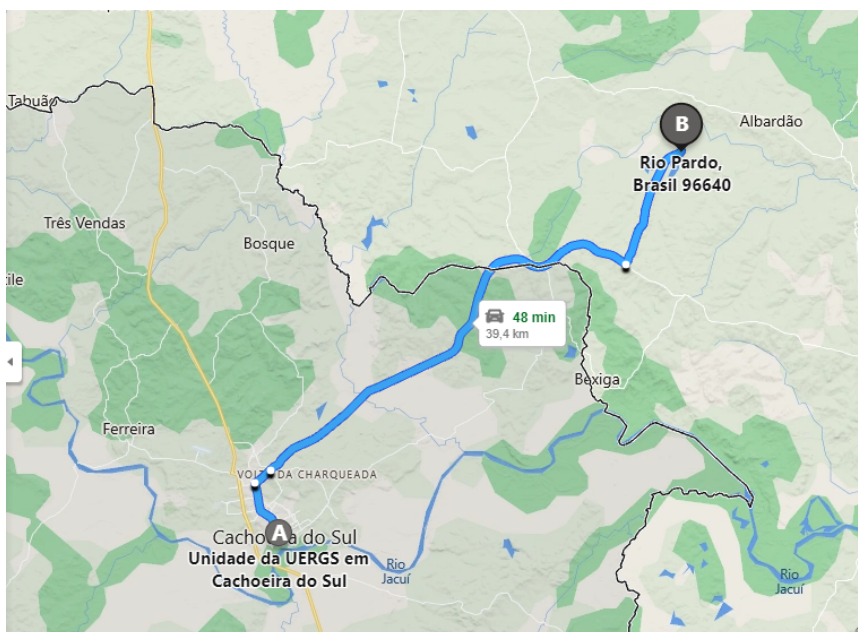 Tabuão
Albardão
B
Rio Pardo,
Brasil 96640
Três Vendas
Bosque
tile
48 min
39,4 km
Bexiga
Ferreira
VOLTA DA CHARQUEADA
A
Cachoeira do Sul
Unidade da UERGS em
Cachoeira do Sul
Rio
Jacuí
Rio
Jacuí